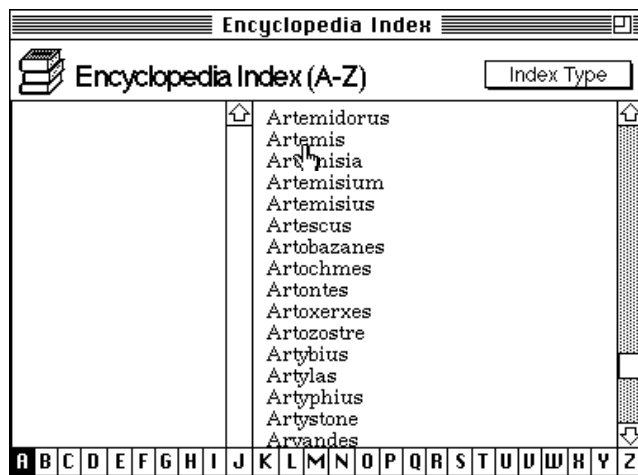 Encyclopedia Index
Encyclopedia Index (A-Z)
Index Type
Artemidorus
Artemis
Artemisia
Artemisium
Artemisius
Artescus
Artobazanes
Artochmes
Artontes
Artoxerxes
Artozostre
Artybius
Artylas
Artyphius
Artystone
Aryandes
A B C D E F G H I J K L M N O P Q R S T U V W X Y Z